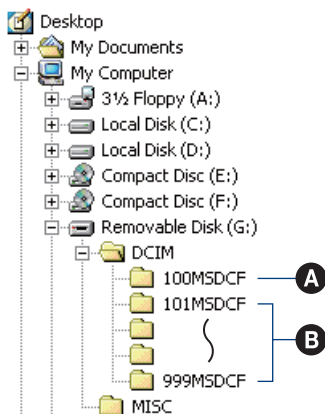 Desktop
My Documents
My Computer
3½ Floppy (A:)
Local Disk (C:)
Local Disk (D:)
Compact Disc (E:)
Compact Disc (F:)
Removable Disk (G:)
DCIM
100MSDCF A
101MSDCF
B
999MSDCF
MISC